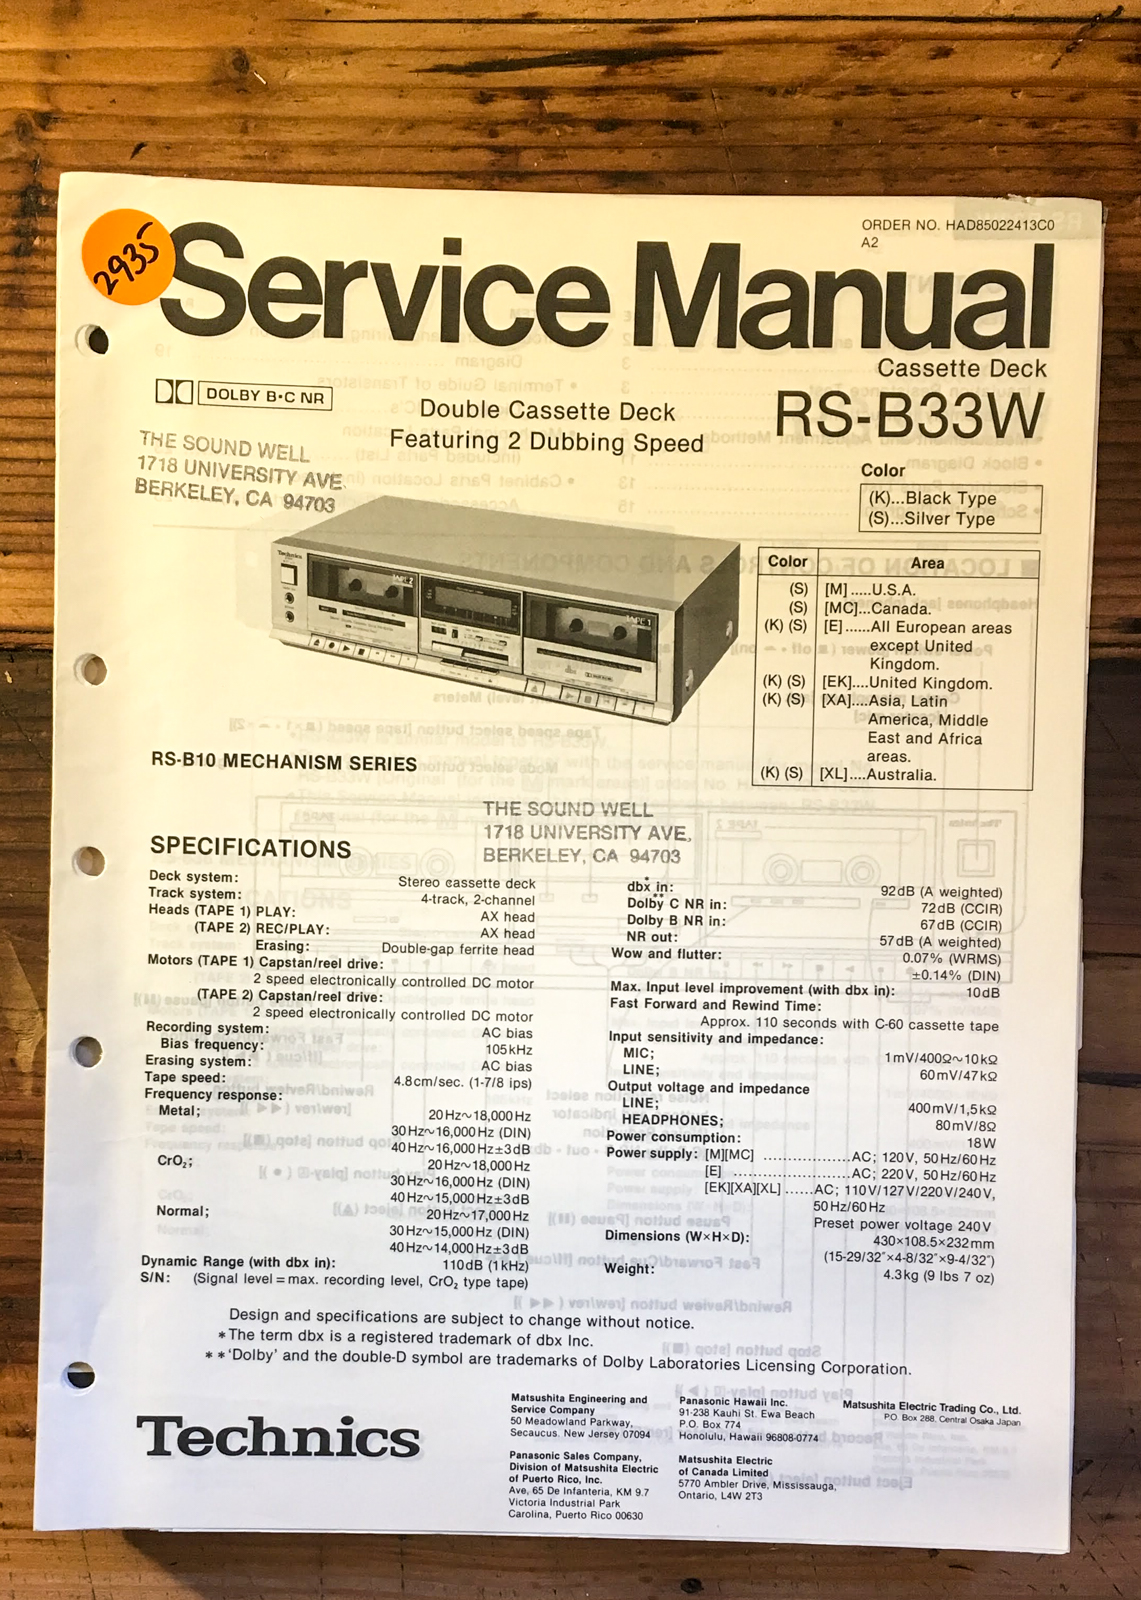 2935
ORDER NO. HAD85022413C0
A2
Service Manual
Cassette Deck
DOLBY B•C NR
Double Cassette Deck
Featuring 2 Dubbing Speed
RS-B33W
THE SOUND WELL
1718 UNIVERSITY AVE.
BERKELEY, CA 94703
Color
(K)...Black Type
(S)...Silver Type
Technics
TAPE 2
TAPE 1
Color Area
(S) [M].....U.S.A.
(S) [MC]...Canada.
(K) (S) [E]......All European areas
except United
Kingdom.
(K) (S) [EK]....United Kingdom.
(K) (S) [XA]....Asia, Latin
America, Middle
East and Africa
areas.
(K) (S) [XL]....Australia.
RS-B10 MECHANISM SERIES
THE SOUND WELL
1718 UNIVERSITY AVE,
BERKELEY, CA 94703
SPECIFICATIONS
Deck system: Stereo cassette deck
Track system: 4-track, 2-channel
Heads (TAPE 1) PLAY: AX head
(TAPE 2) REC/PLAY: AX head
Erasing: Double-gap ferrite head
Motors (TAPE 1) Capstan/reel drive:
2 speed electronically controlled DC motor
(TAPE 2) Capstan/reel drive:
2 speed electronically controlled DC motor
Recording system: AC bias
Bias frequency: 105kHz
Erasing system: AC bias
Tape speed: 4.8cm/sec. (1-7/8 ips)
Frequency response:
Metal; 20Hz~18,000Hz
30Hz~16,000Hz (DIN)
40Hz~16,000Hz±3dB
CrO₂; 20Hz~18,000Hz
30Hz~16,000Hz (DIN)
40Hz~15,000Hz±3dB
Normal; 20Hz~17,000Hz
30Hz~15,000Hz (DIN)
40Hz~14,000Hz±3dB
Dynamic Range (with dbx in): 110dB (1kHz)
S/N: (Signal level=max. recording level, CrO₂ type tape)
dbx* in: 92dB (A weighted)
Dolby** C NR in: 72dB (CCIR)
Dolby B NR in: 67dB (CCIR)
NR out: 57dB (A weighted)
Wow and flutter: 0.07% (WRMS)
±0.14% (DIN)
Max. Input level improvement (with dbx in): 10dB
Fast Forward and Rewind Time:
Approx. 110 seconds with C-60 cassette tape
Input sensitivity and impedance:
MIC; 1mV/400Ω~10kΩ
LINE; 60mV/47kΩ
Output voltage and impedance
LINE; 400mV/1,5kΩ
HEADPHONES; 80mV/8Ω
Power consumption: 18W
Power supply: [M][MC] ..................AC; 120V, 50Hz/60Hz
[E] ........................AC; 220V, 50Hz/60Hz
[EK][XA][XL] ......AC; 110V/127V/220V/240V,
50Hz/60Hz
Preset power voltage 240V
Dimensions (W×H×D): 430×108.5×232mm
(15-29/32"×4-8/32"×9-4/32")
Weight: 4.3kg (9 lbs 7 oz)
Design and specifications are subject to change without notice.
*The term dbx is a registered trademark of dbx Inc.
**'Dolby' and the double-D symbol are trademarks of Dolby Laboratories Licensing Corporation.
Technics
Matsushita Engineering and
Service Company
50 Meadowland Parkway,
Secaucus. New Jersey 07094
Panasonic Sales Company,
Division of Matsushita Electric
of Puerto Rico, Inc.
Ave, 65 De Infanteria, KM 9.7
Victoria Industrial Park
Carolina, Puerto Rico 00630
Panasonic Hawaii Inc.
91-238 Kauhi St. Ewa Beach
P.O. Box 774
Honolulu, Hawaii 96808-0774
Matsushita Electric
of Canada Limited
5770 Ambler Drive, Mississauga,
Ontario, L4W 2T3
Matsushita Electric Trading Co., Ltd.
P.O. Box 288, Central Osaka Japan